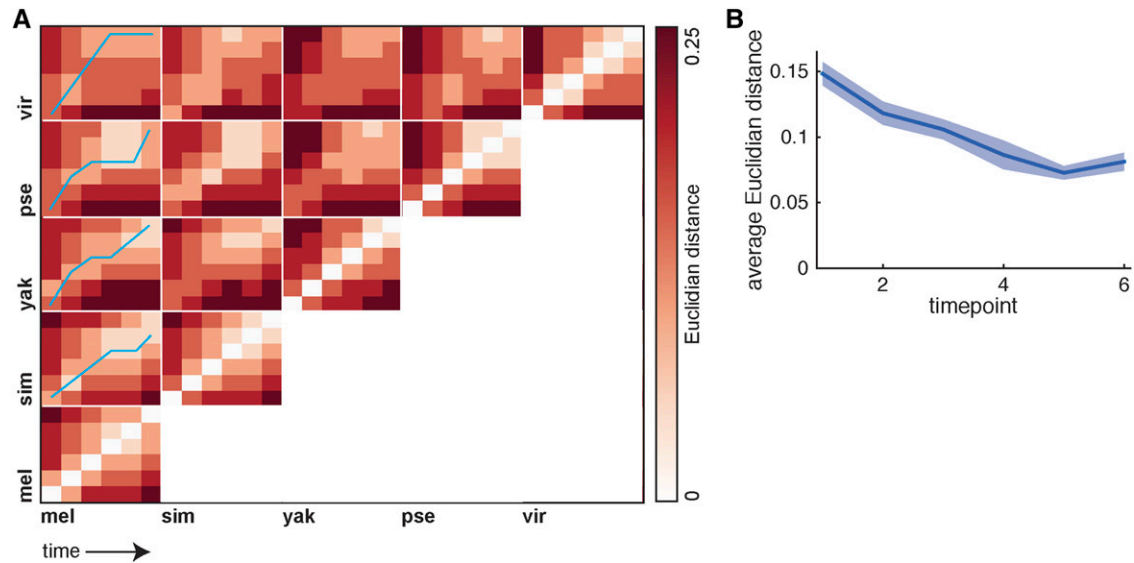 A
B
vir
pse
yak
sim
mel
mel sim yak pse vir
time
0.25
Euclidian distance
0
average Euclidian distance
0.15
0.1
0.05
0
2 4 6
timepoint